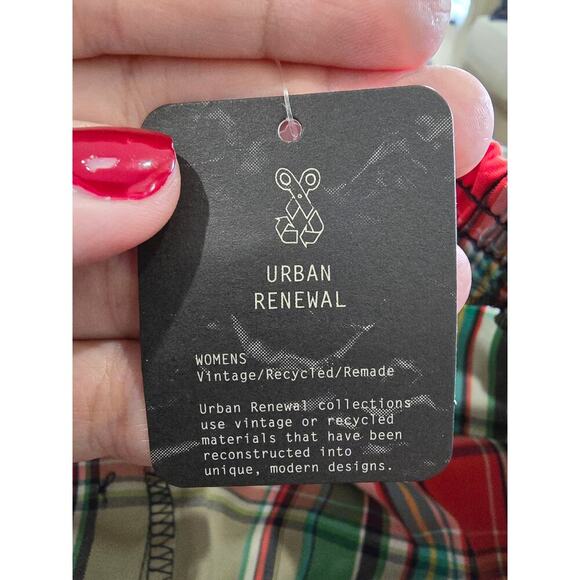 URBAN
RENEWAL
WOMENS
Vintage/Recycled/Remade
Urban Renewal collections
use vintage or recycled
materials that have been
reconstructed into
unique, modern designs.